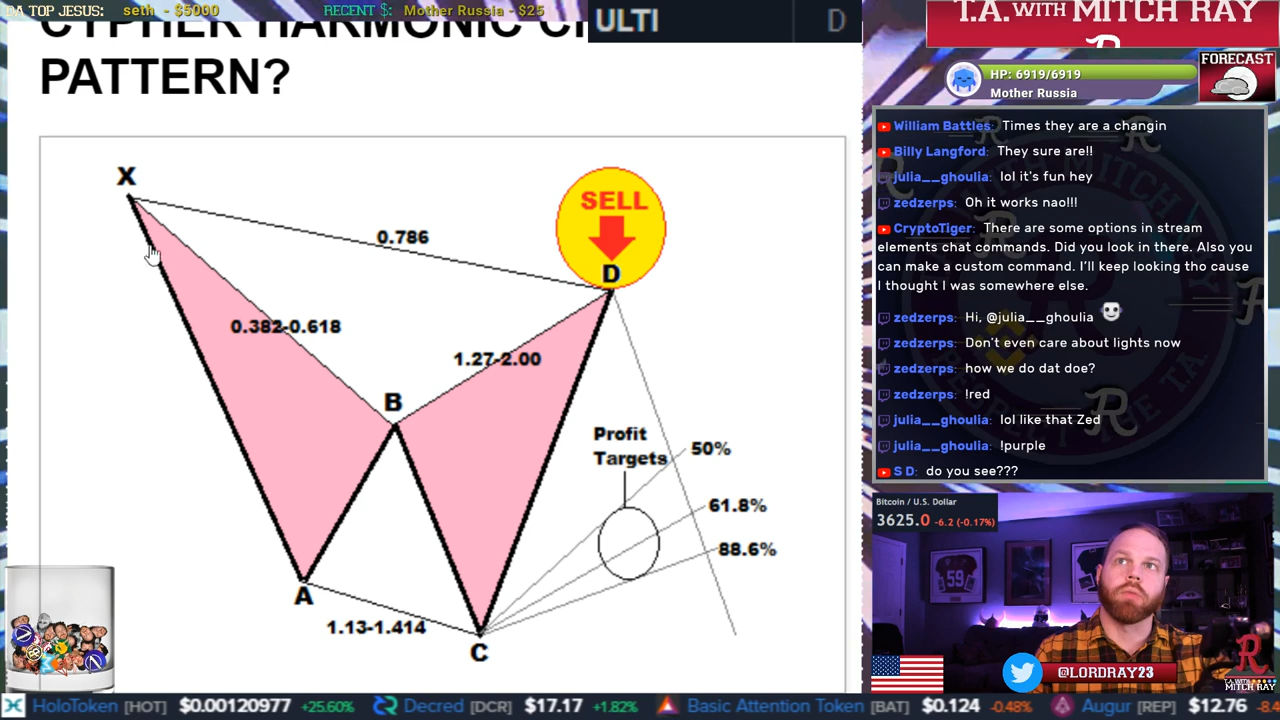 DA TOP JESUS: seth - $5000
RECENT $: Mother Russia - $25
ULTI
D
T.A. WITH MITCH RAY
CYPHER HARMONIC
PATTERN?
X
0.786
SELL
D
0.382-0.618
1.27-2.00
B
Profit
Targets
50%
61.8%
88.6%
A
1.13-1.414
C
HP: 6919/6919
Mother Russia
FORECAST
William Battles: Times they are a changin
Billy Langford: They sure are!!
julia__ghoulia: lol it's fun hey
zedzerps: Oh it works nao!!!
CryptoTiger: There are some options in stream
elements chat commands. Did you look in there. Also you
can make a custom command. I'll keep looking tho cause
I thought I was somewhere else.
zedzerps: Hi, @julia__ghoulia
zedzerps: Don't even care about lights now
zedzerps: how we do dat doe?
zedzerps: !red
julia__ghoulia: lol like that Zed
julia__ghoulia: !purple
S D: do you see???
Bitcoin / U.S. Dollar
3625.0 -6.2 (-0.17%)
59
@LORDRAY23
R
T.A. WITH
MITCH RAY
HoloToken [HOT] $0.00120977 +25.60% Decred [DCR] $17.17 +1.82% Basic Attention Token [BAT] $0.124 -0.48% Augur [REP] $12.76 -8.4